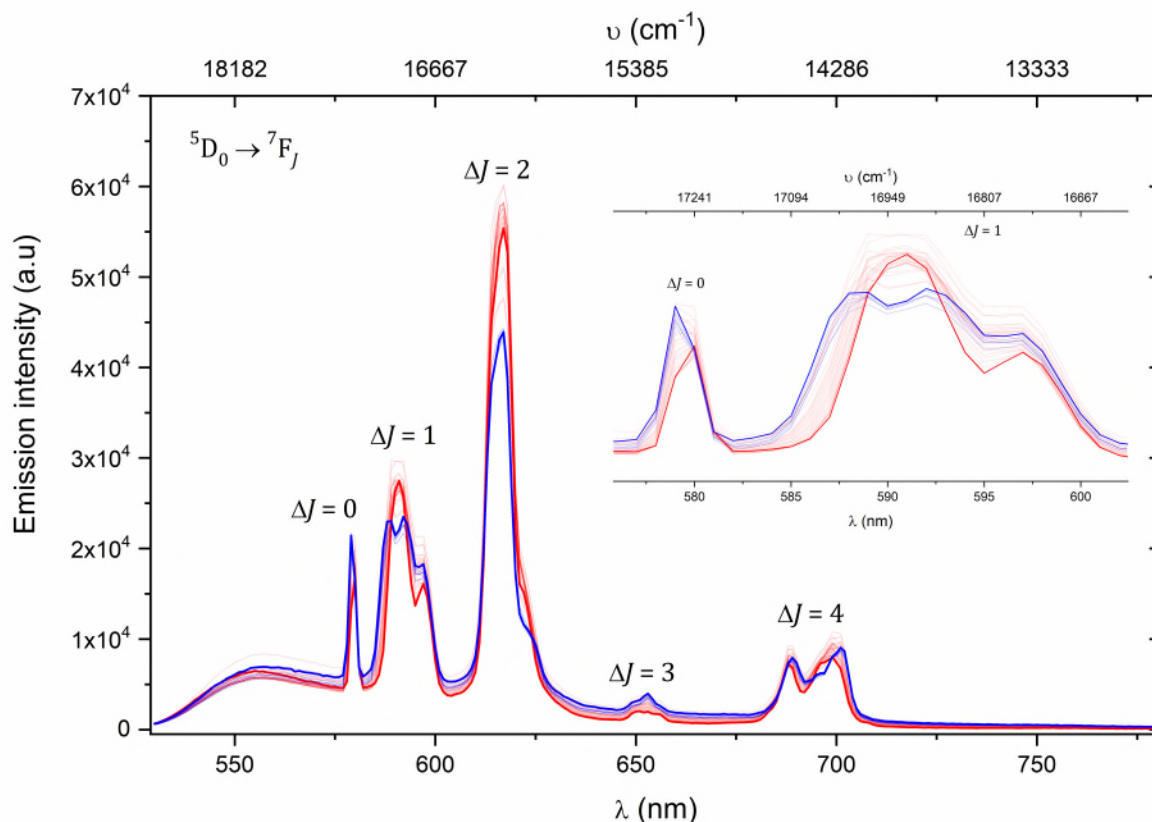 υ (cm⁻¹)
18182 16667 15385 14286 13333
7x10⁴
6x10⁴
5x10⁴
4x10⁴
3x10⁴
2x10⁴
1x10⁴
0
Emission intensity (a.u)
⁵D₀ → ⁷F_J
ΔJ = 0
ΔJ = 1
ΔJ = 2
ΔJ = 3
ΔJ = 4
υ (cm⁻¹)
17241 17094 16949 16807 16667
ΔJ = 0
ΔJ = 1
580 585 590 595 600
λ (nm)
550 600 650 700 750
λ (nm)